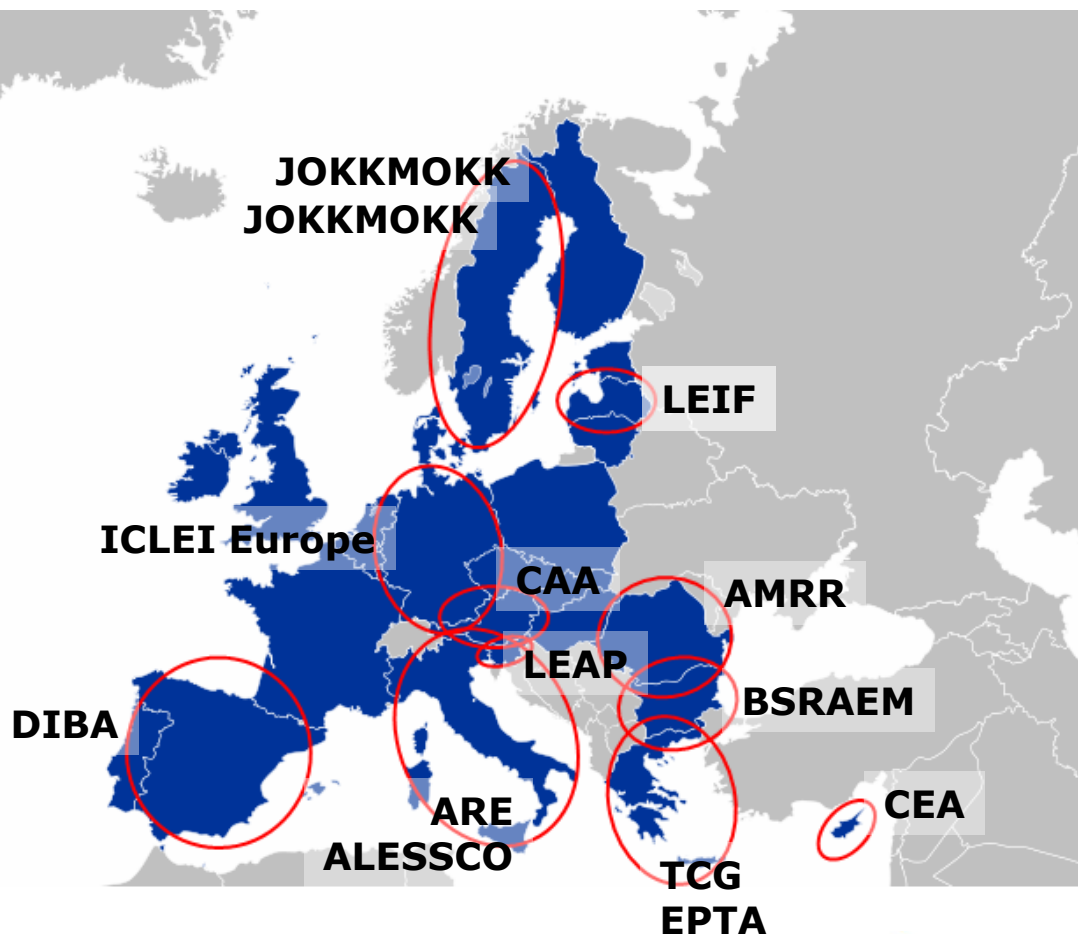 JOKKMOKK
JOKKMOKK
LEIF
ICLEI Europe
CAA
AMRR
LEAP
BSRAEM
DIBA
CEA
ARE
ALESSCO
TCG
EPTA